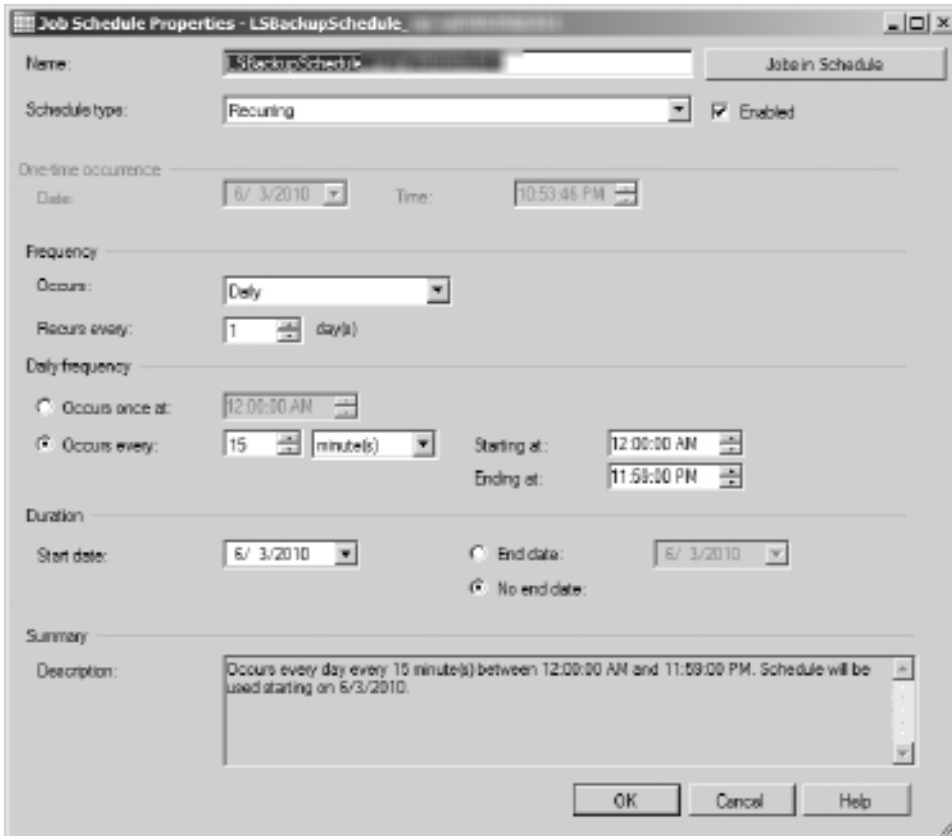 Job Schedule Properties - LSBackupSchedule_
Name: LSBackupSchedule Jobs in Schedule
Schedule type: Recurring Enabled
One-time occurrence
Date: 6/ 3/2010 Time: 10:53:46 PM
Frequency
Occurs: Daily
Recurs every: 1 day(s)
Daily frequency
Occurs once at: 12:00:00 AM
Occurs every: 15 minute(s) Starting at: 12:00:00 AM
Ending at: 11:59:00 PM
Duration
Start date: 6/ 3/2010 End date: 6/ 3/2010
No end date:
Summary
Description: Occurs every day every 15 minute(s) between 12:00:00 AM and 11:59:00 PM. Schedule will be
used starting on 6/3/2010.
OK Cancel Help